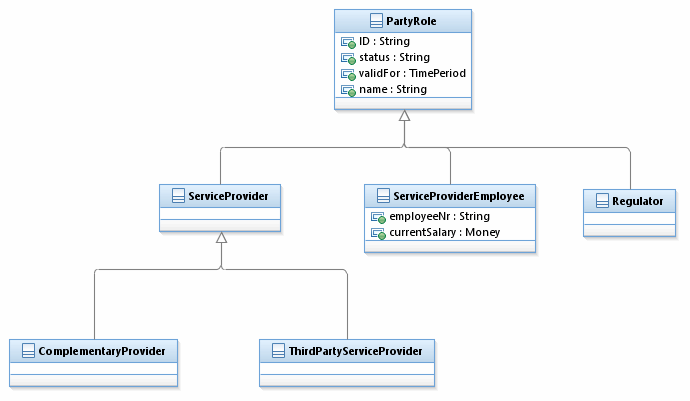 PartyRole
ID : String
status : String
validFor : TimePeriod
name : String
ServiceProvider
ServiceProviderEmployee
employeeNr : String
currentSalary : Money
Regulator
ComplementaryProvider
ThirdPartyServiceProvider